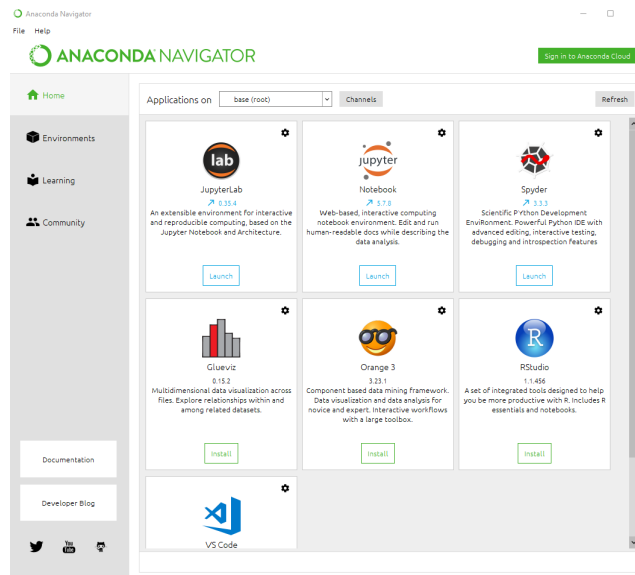 Anaconda Navigator
File Help
ANACONDA NAVIGATOR
Sign in to Anaconda Cloud
Home
Environments
Learning
Community
Documentation
Developer Blog
You
Tube
Applications on base (root) Channels Refresh
lab
JupyterLab
0.35.4
An extensible environment for interactive
and reproducible computing, based on the
Jupyter Notebook and Architecture.
Launch
jupyter
Notebook
5.7.8
Web-based, interactive computing
notebook environment. Edit and run
human-readable docs while describing the
data analysis.
Launch
Spyder
3.3.3
Scientific PYthon Development
EnviRonment. Powerful Python IDE with
advanced editing, interactive testing,
debugging and introspection features
Launch
Glueviz
0.15.2
Multidimensional data visualization across
files. Explore relationships within and
among related datasets.
Install
Orange 3
3.23.1
Component based data mining framework.
Data visualization and data analysis for
novice and expert. Interactive workflows
with a large toolbox.
Install
R
RStudio
1.1.456
A set of integrated tools designed to help
you be more productive with R. Includes R
essentials and notebooks.
Install
VS Code